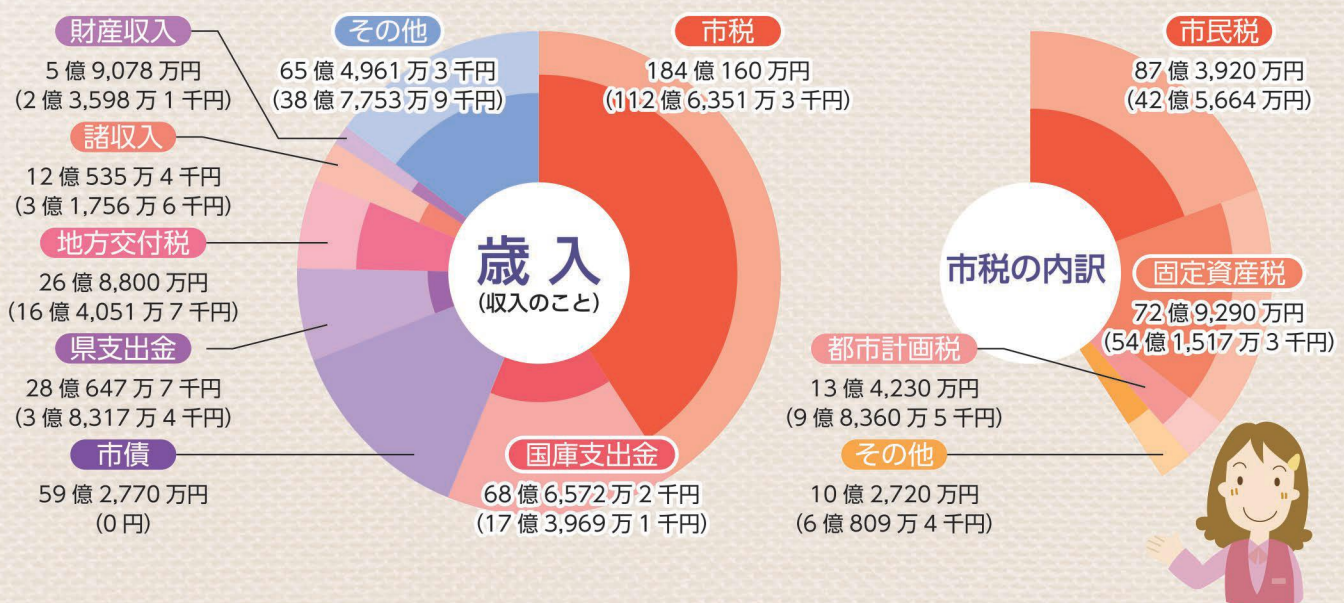 財産収入
5億9,078万円
(2億3,598万1千円)
諸収入
12億535万4千円
(3億1,756万6千円)
地方交付税
26億8,800万円
(16億4,051万7千円)
県支出金
28億647万7千円
(3億8,317万4千円)
市債
59億2,770万円
(0円)
その他
65億4,961万3千円
(38億7,753万9千円)
市税
184億160万円
(112億6,351万3千円)
歳入
(収入のこと)
国庫支出金
68億6,572万2千円
(17億3,969万1千円)
市税の内訳
市民税
87億3,920万円
(42億5,664万円)
固定資産税
72億9,290万円
(54億1,517万3千円)
都市計画税
13億4,230万円
(9億8,360万5千円)
その他
10億2,720万円
(6億809万4千円)